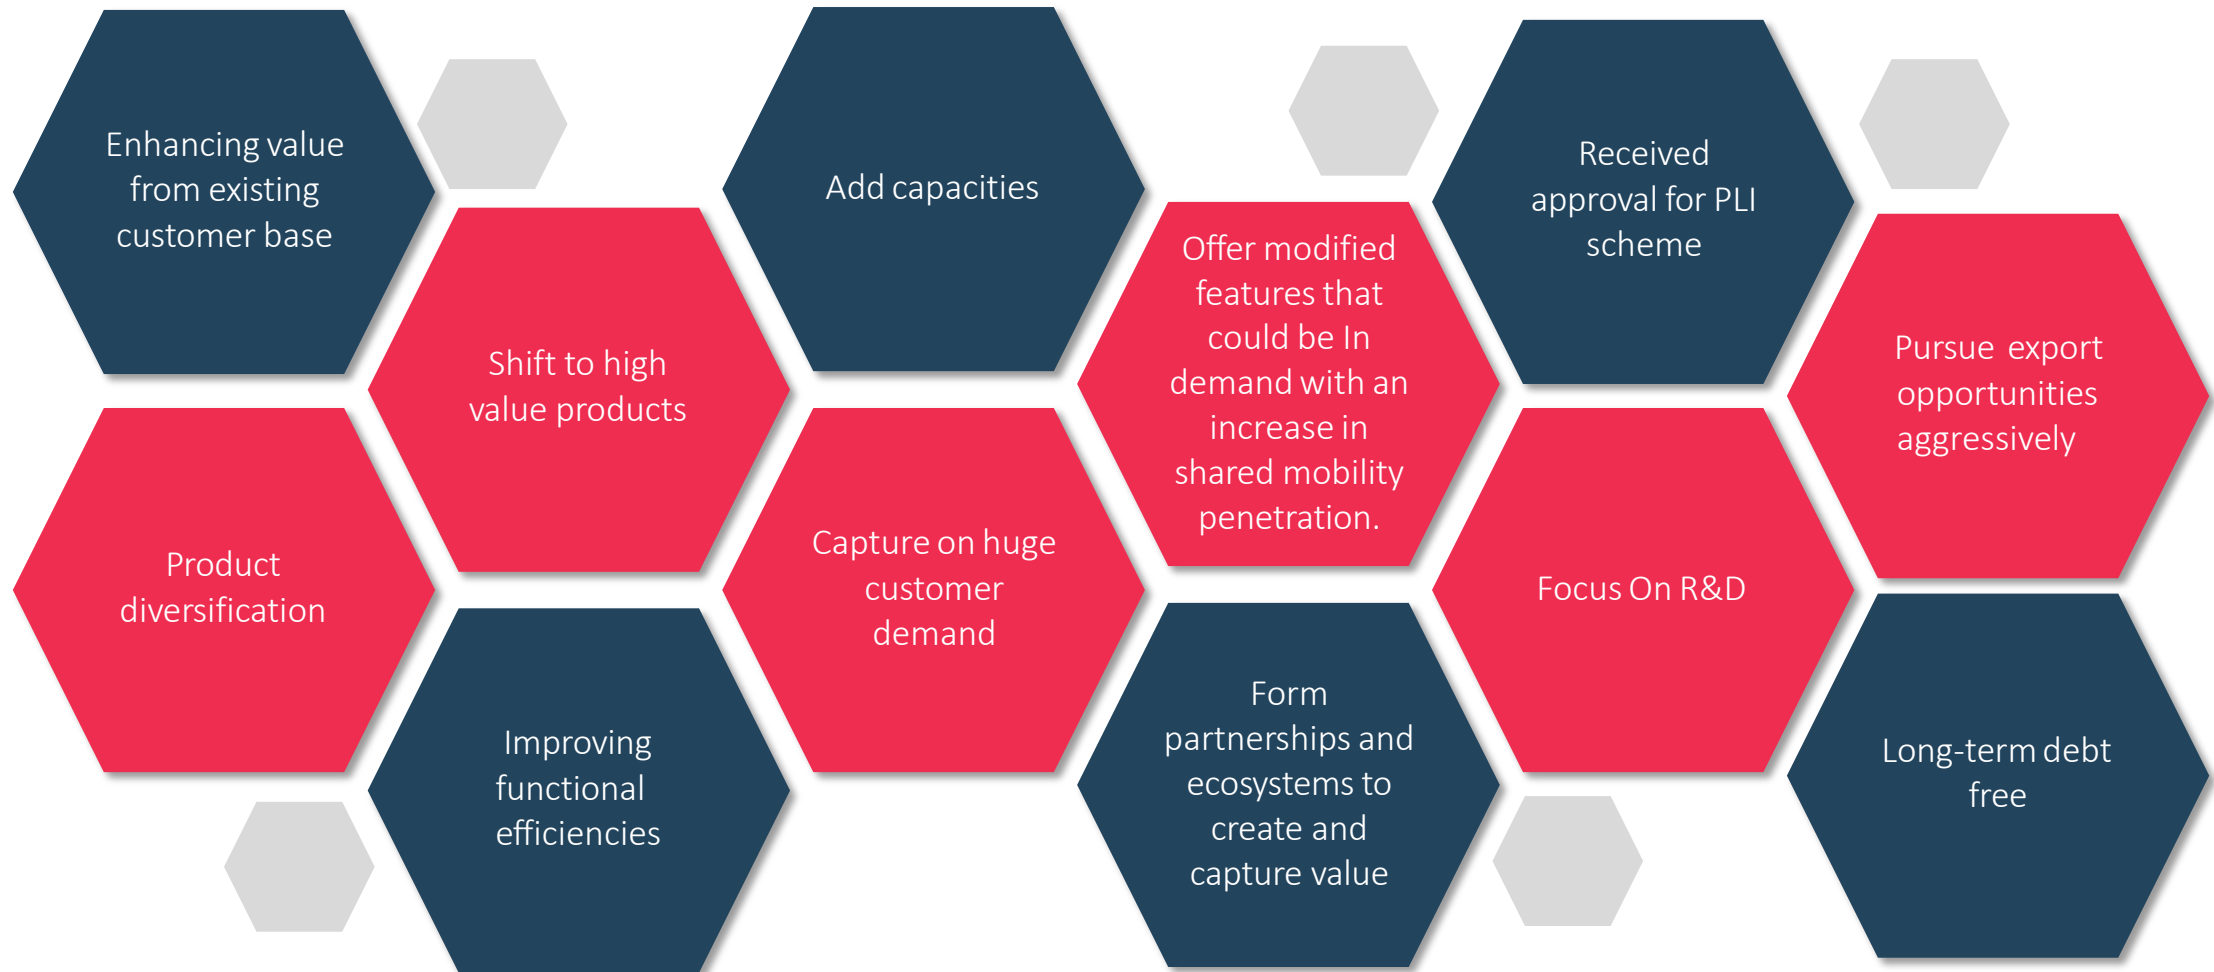 Enhancing value
from existing
customer base
Product
diversification
Shift to high
value products
Improving
functional
efficiencies
Add capacities
Capture on huge
customer
demand
Offer modified
features that
could be In
demand with an
increase in
shared mobility
penetration.
Form
partnerships and
ecosystems to
create and
capture value
Received
approval for PLI
scheme
Focus On R&D
Pursue export
opportunities
aggressively
Long-term debt
free